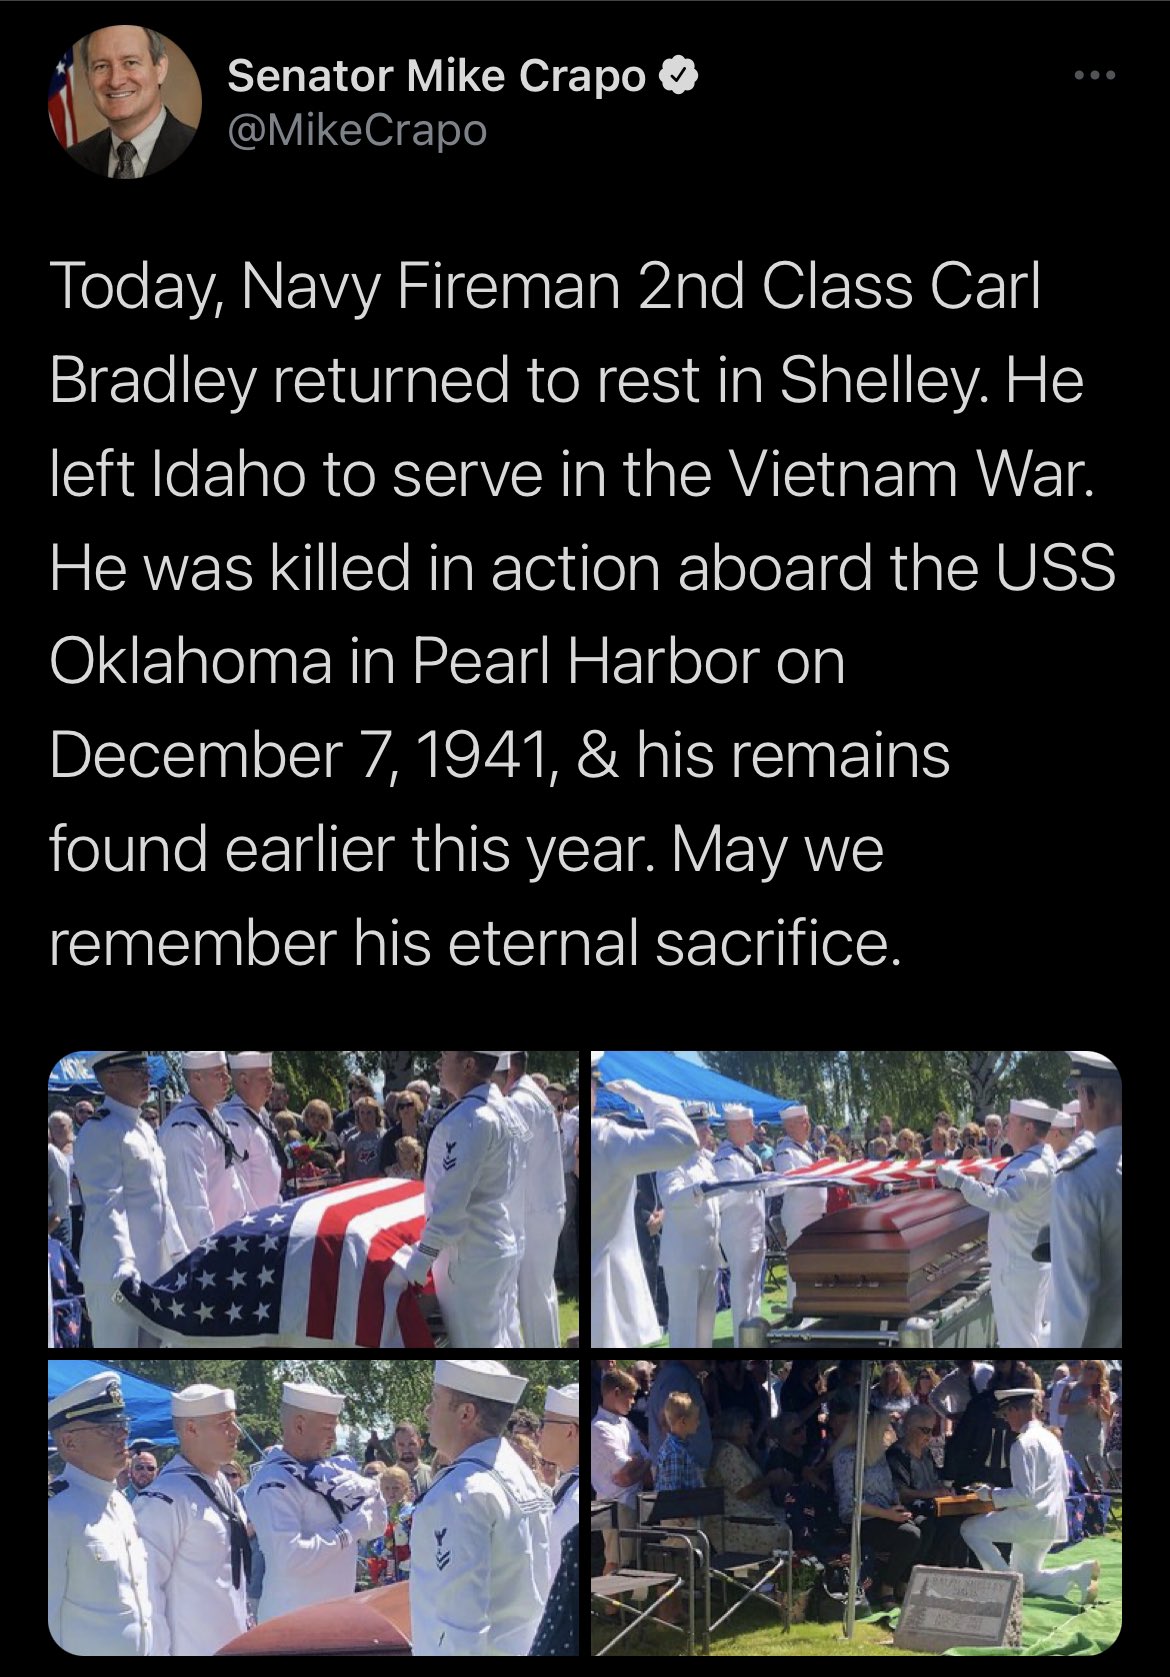 Senator Mike Crapo
@MikeCrapo
Today, Navy Fireman 2nd Class Carl
Bradley returned to rest in Shelley. He
left Idaho to serve in the Vietnam War.
He was killed in action aboard the USS
Oklahoma in Pearl Harbor on
December 7, 1941, & his remains
found earlier this year. May we
remember his eternal sacrifice.